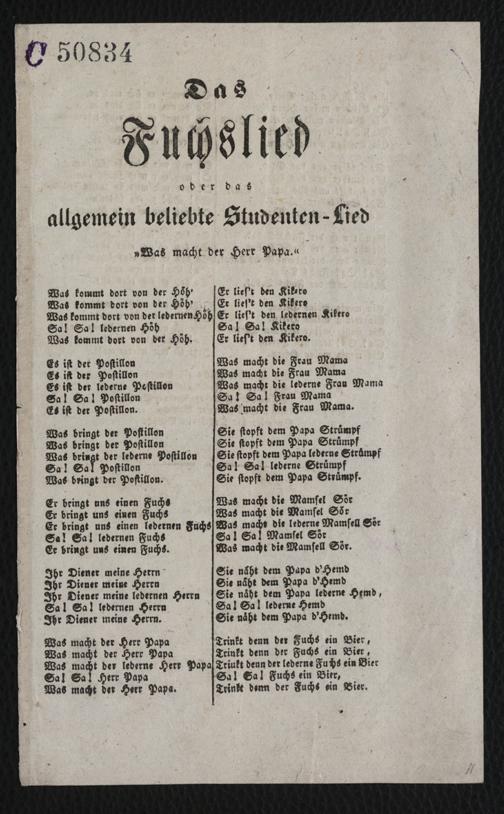 C 50834
Das
Fuchslied
oder das
allgemein beliebte Studenten-Lied
„Was macht der Herr Papa.“
Was kommt dort von der Höh'
Was kommt dort von der Höh'
Was kommt dort von der ledernen Höh
Sa! Sa! ledernen Höh
Was kommt dort von der Höh.
Es ist der Postillon
Es ist der Postillon
Es ist der lederne Postillon
Sa! Sa! Postillon
Es ist der Postillon.
Was bringt der Postillon
Was bringt der Postillon
Was bringt der lederne Postillon
Sa! Sa! Postillon
Was bringt der Postillon.
Er bringt uns einen Fuchs
Er bringt uns einen Fuchs
Er bringt uns einen ledernen Fuchs
Sa! Sa! ledernen Fuchs
Er bringt uns einen Fuchs.
Ihr Diener meine Herrn
Ihr Diener meine Herrn
Ihr Diener meine ledernen Herrn
Sa! Sa! ledernen Herrn
Ihr Diener meine Herrn.
Was macht der Herr Papa
Was macht der Herr Papa
Was macht der lederne Herr Papa
Sa! Sa! Herr Papa
Was macht der Herr Papa.
Er lies't den Kikero
Er lies't den Kikero
Er lies't den ledernen Kikero
Sa! Sa! Kikero
Er lies't den Kikero.
Was macht die Frau Mama
Was macht die Frau Mama
Was macht die lederne Frau Mama
Sa! Sa! Frau Mama
Was macht die Frau Mama.
Sie stopft dem Papa Strümpf
Sie stopft dem Papa Strümpf
Sie stopft dem Papa lederne Strümpf
Sa! Sa! lederne Strümpf
Sie stopft dem Papa Strümpf.
Was macht die Mamsel Sör
Was macht die Mamsel Sör
Was macht die lederne Mamsell Sör
Sa! Sa! Mamsel Sör
Was macht die Mamsell Sör.
Sie näht dem Papa d'Hemd
Sie näht dem Papa d'Hemd
Sie näht dem Papa lederne Hemd,
Sa! Sa! lederne Hemd
Sie näht dem Papa d'Hemd.
Trinkt denn der Fuchs ein Bier,
Trinkt denn der Fuchs ein Bier,
Trinkt denn der lederne Fuchs ein Bier
Sa! Sa! Fuchs ein Bier,
Trinkt denn der Fuchs ein Bier.